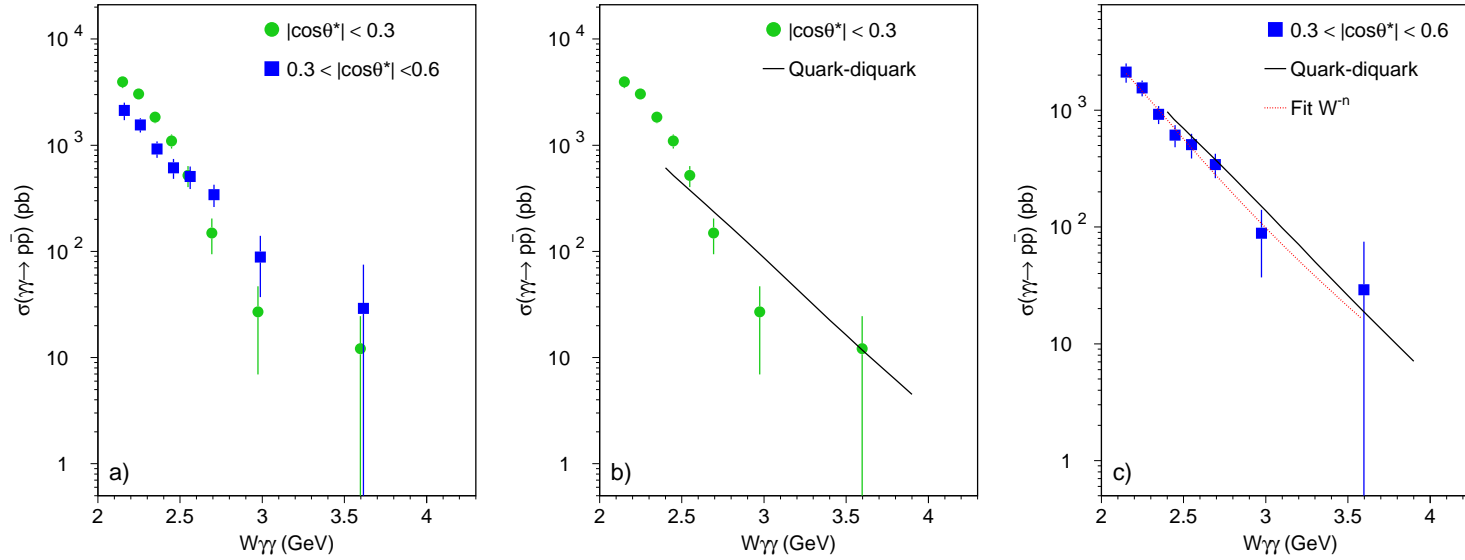 σ(γγ→ pp̄) (pb)
10⁴
10³
10²
10
1
|cosθ*| < 0.3
0.3 < |cosθ*| <0.6
a)
2 2.5 3 3.5 4
Wγγ (GeV)
σ(γγ→ pp̄) (pb)
10⁴
10³
10²
10
1
|cosθ*| < 0.3
Quark-diquark
b)
2 2.5 3 3.5 4
Wγγ (GeV)
σ(γγ→ pp̄) (pb)
10³
10²
10
1
0.3 < |cosθ*| < 0.6
Quark-diquark
Fit W⁻ⁿ
c)
2 2.5 3 3.5 4
Wγγ (GeV)